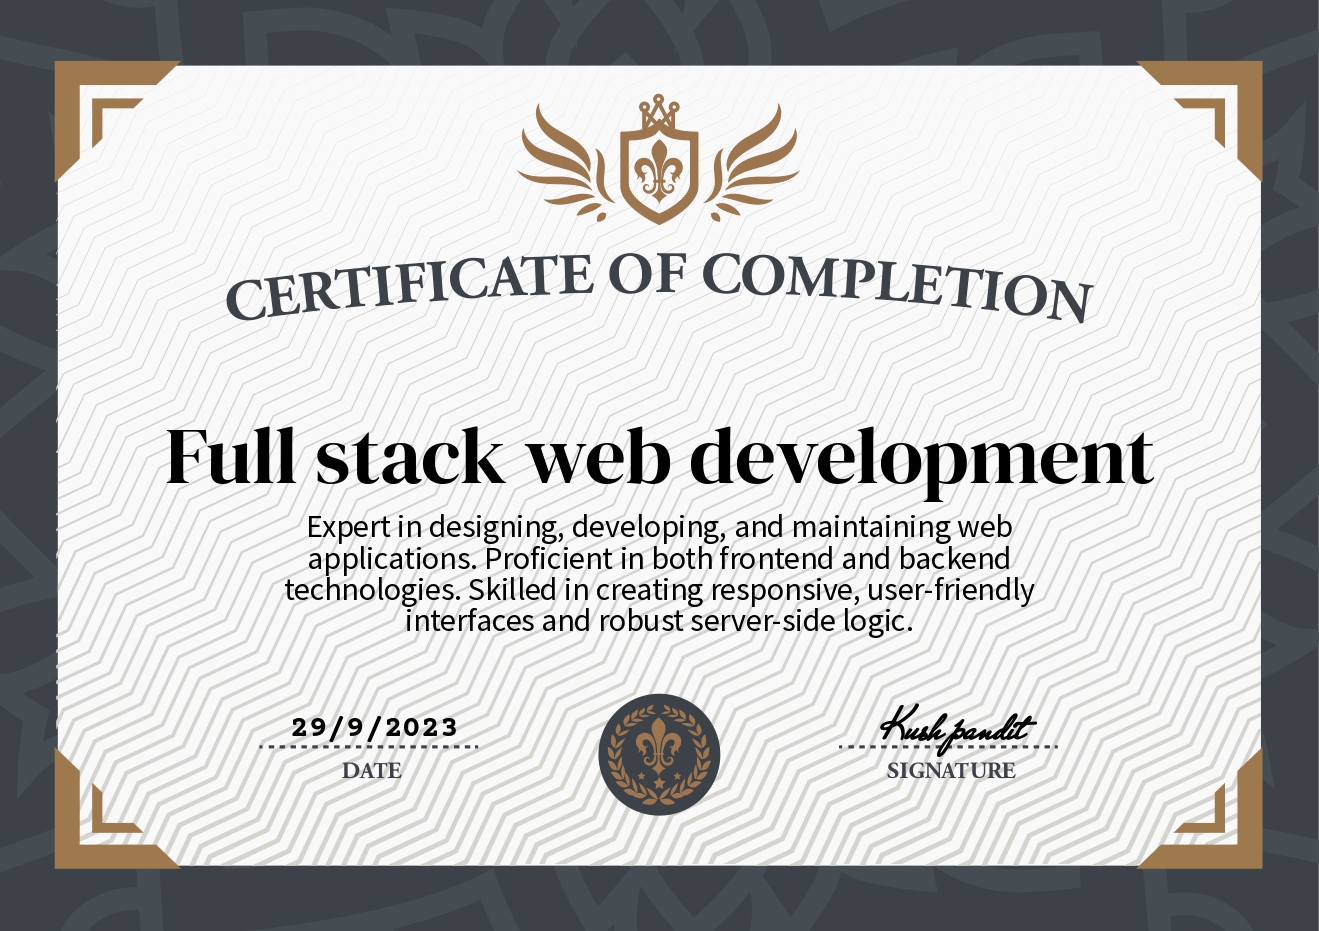 CERTIFICATE OF COMPLETION
Full stack web development
Expert in designing, developing, and maintaining web
applications. Proficient in both frontend and backend
technologies. Skilled in creating responsive, user-friendly
interfaces and robust server-side logic.
29/9/2023
DATE
Kush pandit
SIGNATURE